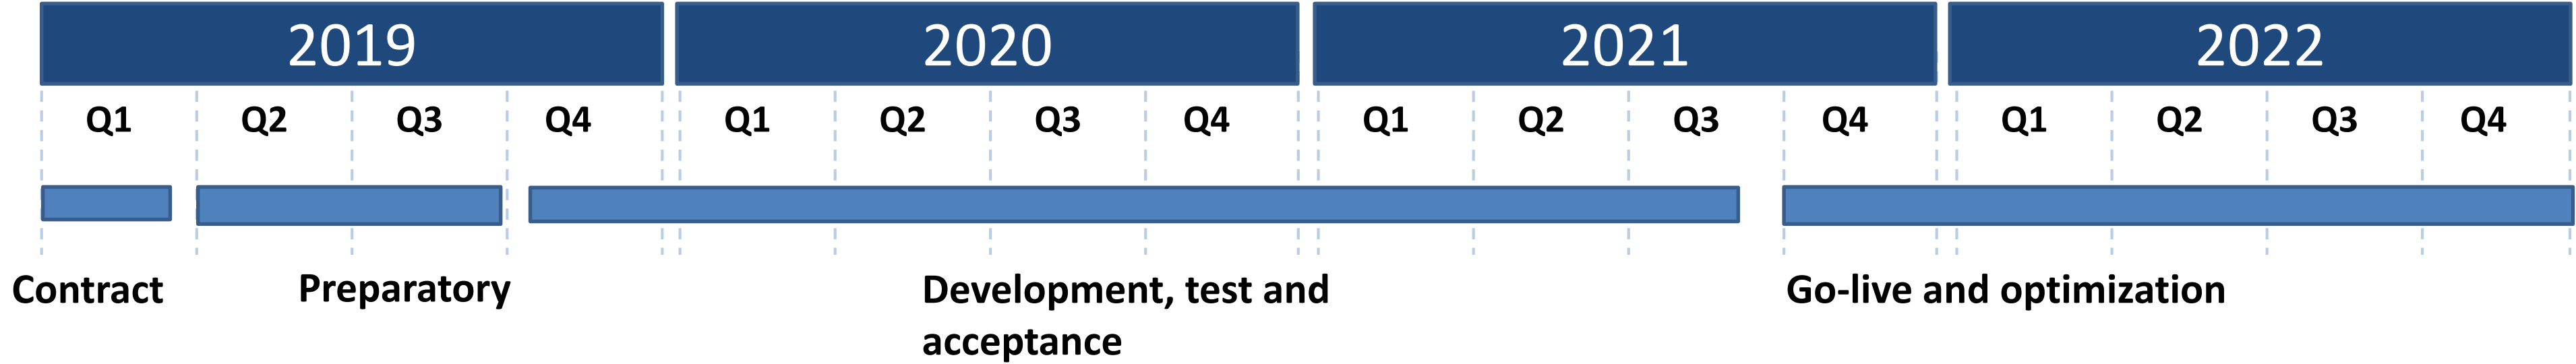 2019 2020 2021 2022
Q1 Q2 Q3 Q4 Q1 Q2 Q3 Q4 Q1 Q2 Q3 Q4 Q1 Q2 Q3 Q4
Contract
Preparatory
Development, test and
acceptance
Go-live and optimization